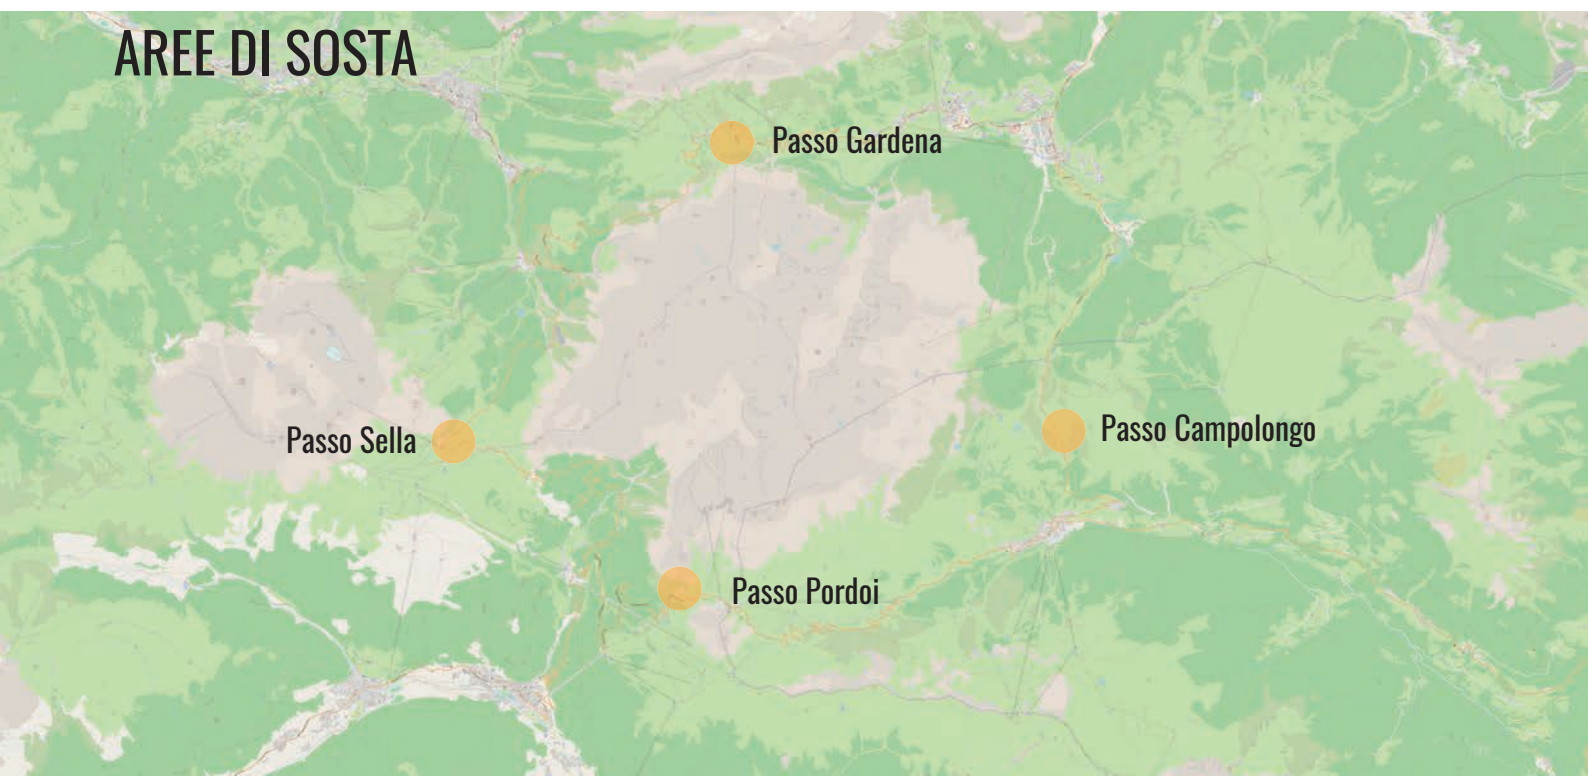 AREE DI SOSTA
Passo Gardena
Passo Campolongo
Passo Sella
Passo Pordoi